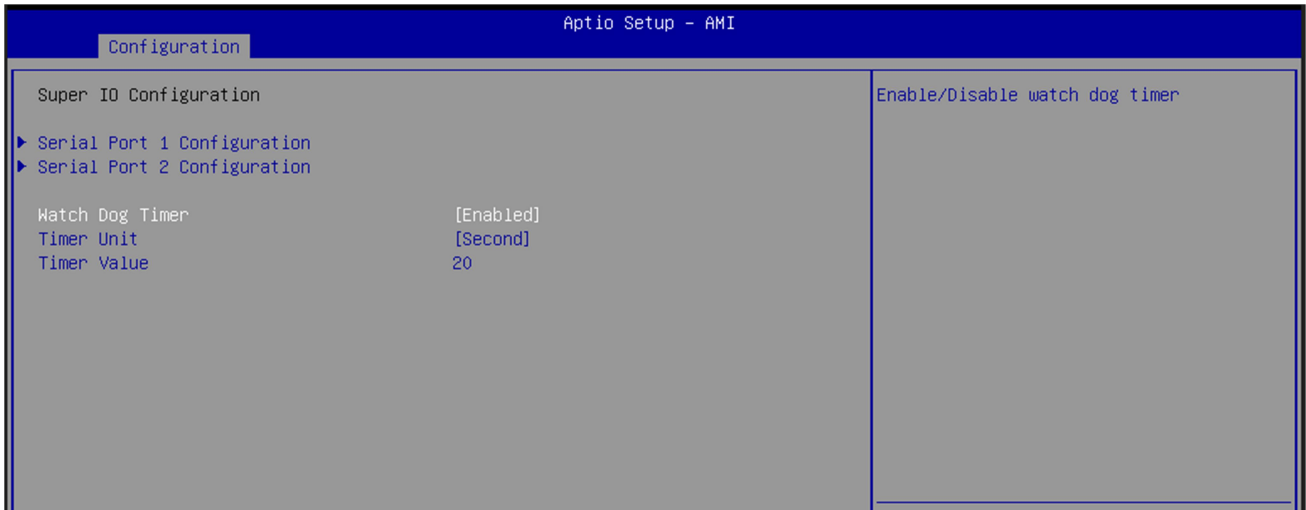 Aptio Setup - AMI
Configuration
Super IO Configuration
Enable/Disable watch dog timer
Serial Port 1 Configuration
Serial Port 2 Configuration
Watch Dog Timer [Enabled]
Timer Unit [Second]
Timer Value 20